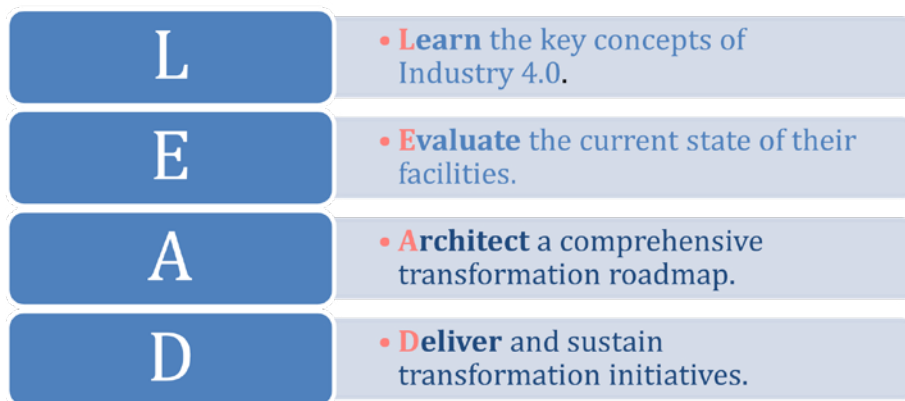 L
• Learn the key concepts of
Industry 4.0.
E
• Evaluate the current state of their
facilities.
A
• Architect a comprehensive
transformation roadmap.
D
• Deliver and sustain
transformation initiatives.